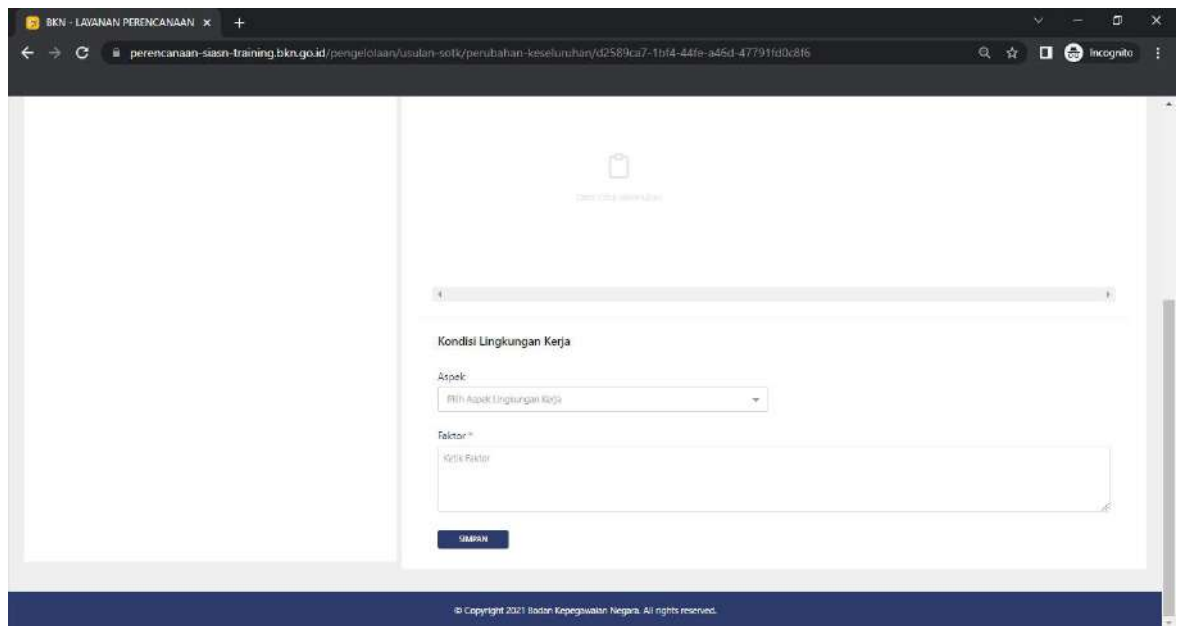 BKN - LAYANAN PERENCANAAN
perencanaan-siasn-training.bkn.go.id/pengelolaan/usulan-sotk/perubahan-keseluruhan/d2589ca7-1bf4-44fe-a46d-47791fd0c8f6
Incognito
Kondisi Lingkungan Kerja
Aspek
Pilih Aspek Lingkungan Kerja
Faktor *
Ketik Faktor
SIMPAN
© Copyright 2021 Badan Kepegawaian Negara. All rights reserved.